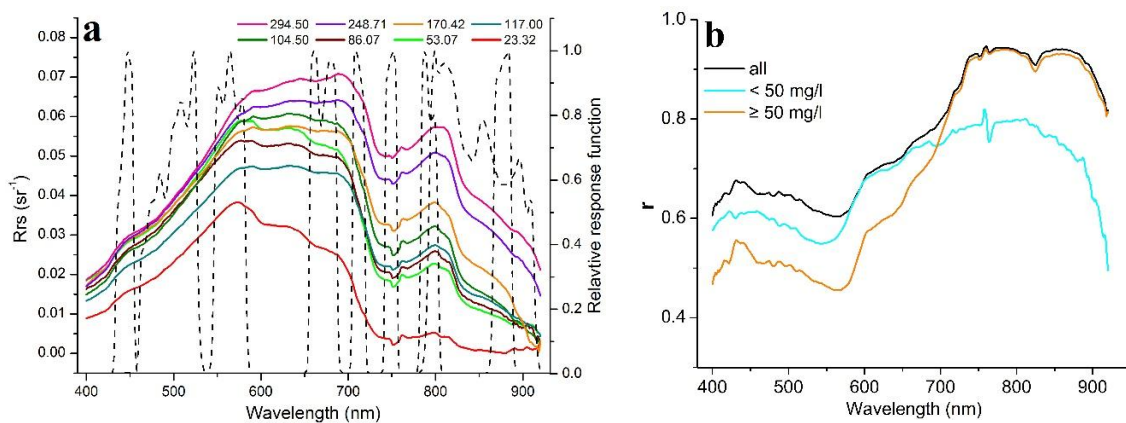 a
294.50 248.71 170.42 117.00
104.50 86.07 53.07 23.32
0.08
0.07
0.06
0.05
0.04
0.03
0.02
0.01
0.00
Rrs (sr⁻¹)
400 500 600 700 800 900
Wavelength (nm)
1.0
0.8
0.6
0.4
0.2
0.0
Relavtive response function
b
all
< 50 mg/l
≥ 50 mg/l
1.0
0.8
0.6
0.4
r
400 500 600 700 800 900
Wavelength (nm)